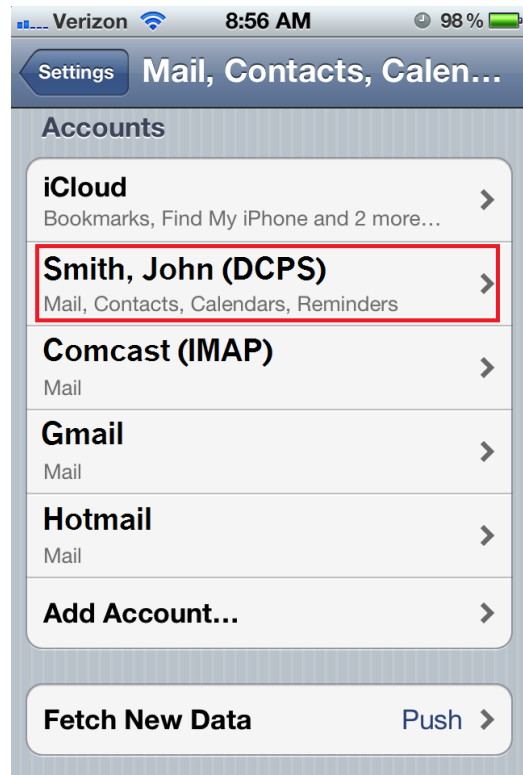 Verizon 8:56 AM 98%
Settings Mail, Contacts, Calen...
Accounts
iCloud
Bookmarks, Find My iPhone and 2 more...
Smith, John (DCPS)
Mail, Contacts, Calendars, Reminders
Comcast (IMAP)
Mail
Gmail
Mail
Hotmail
Mail
Add Account...
Fetch New Data Push